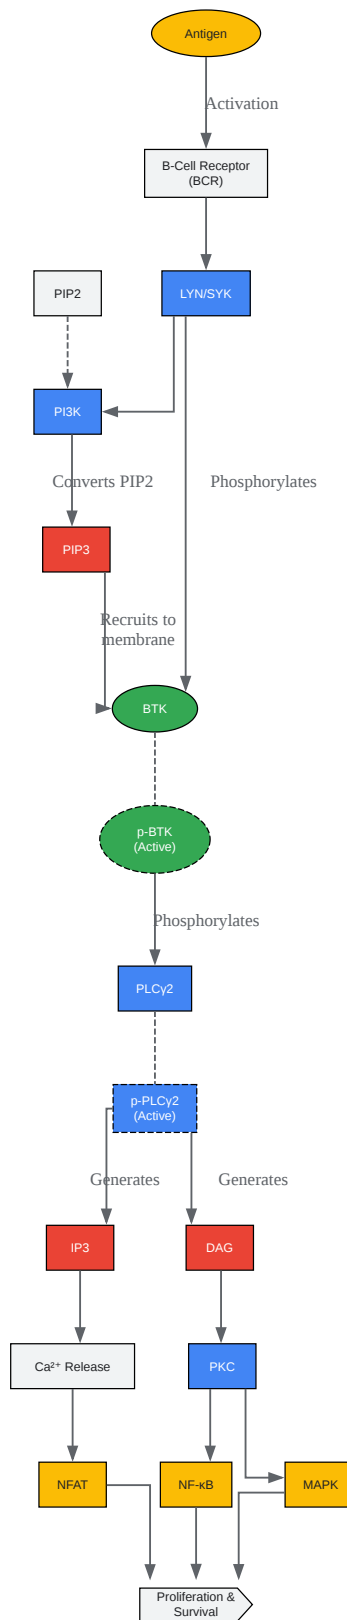 Antigen
Activation
B-Cell Receptor
(BCR)
PIP2
LYN/SYK
PI3K
Converts PIP2
Phosphorylates
PIP3
Recruits to
membrane
BTK
p-BTK
(Active)
Phosphorylates
PLCγ2
p-PLCγ2
(Active)
Generates
Generates
IP3
DAG
Ca²⁺ Release
PKC
NFAT
NF-κB
MAPK
Proliferation &
Survival